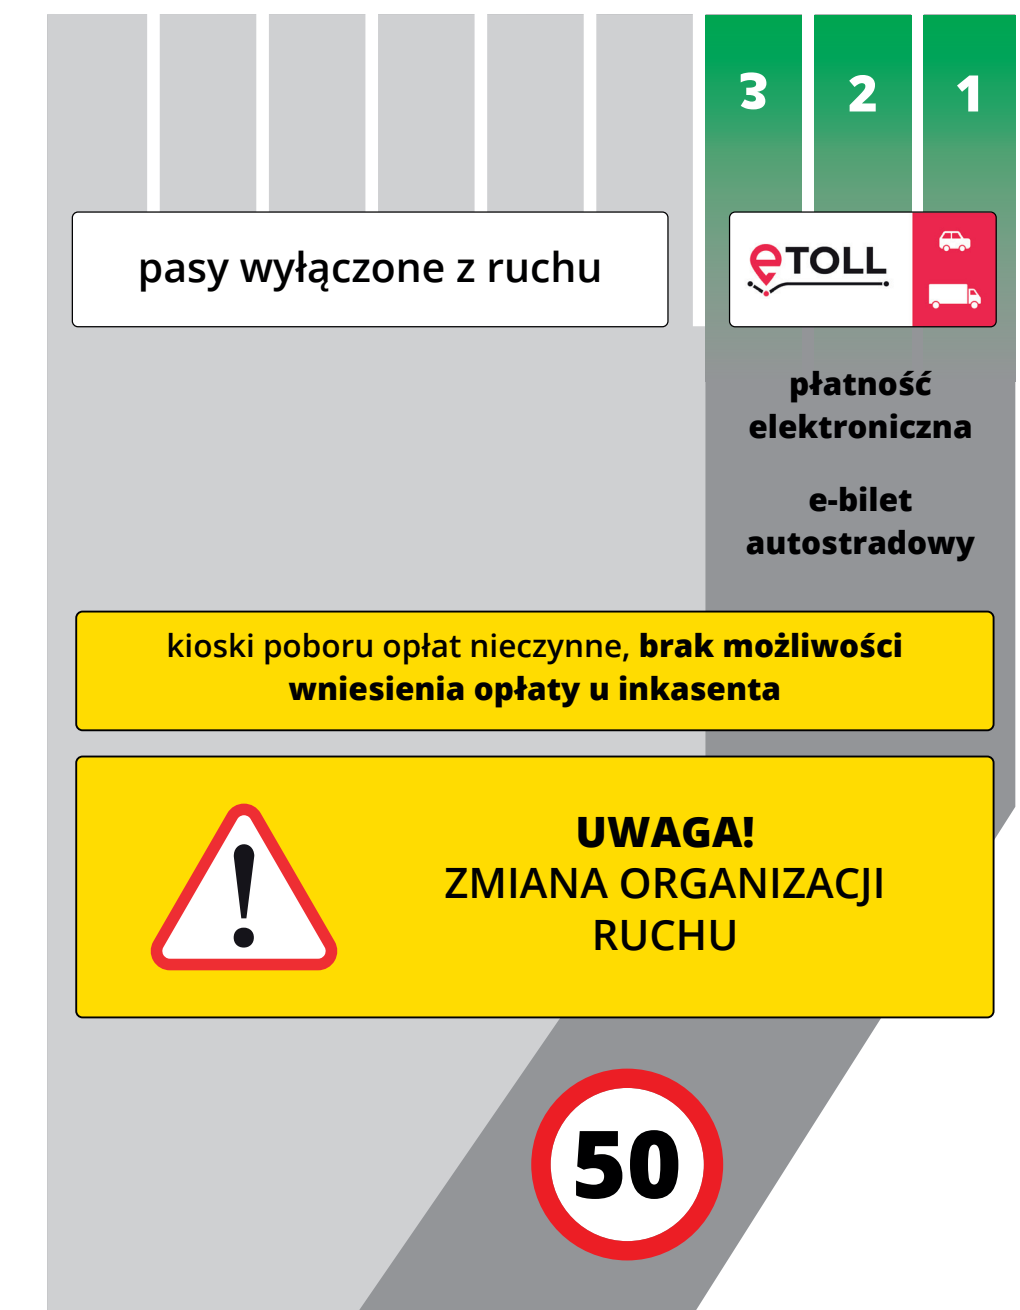 3 2 1
pasy wyłączone z ruchu
eTOLL
płatność
elektroniczna
e-bilet
autostradowy
kioski poboru opłat nieczynne, brak możliwości
wniesienia opłaty u inkasenta
UWAGA!
ZMIANA ORGANIZACJI
RUCHU
50